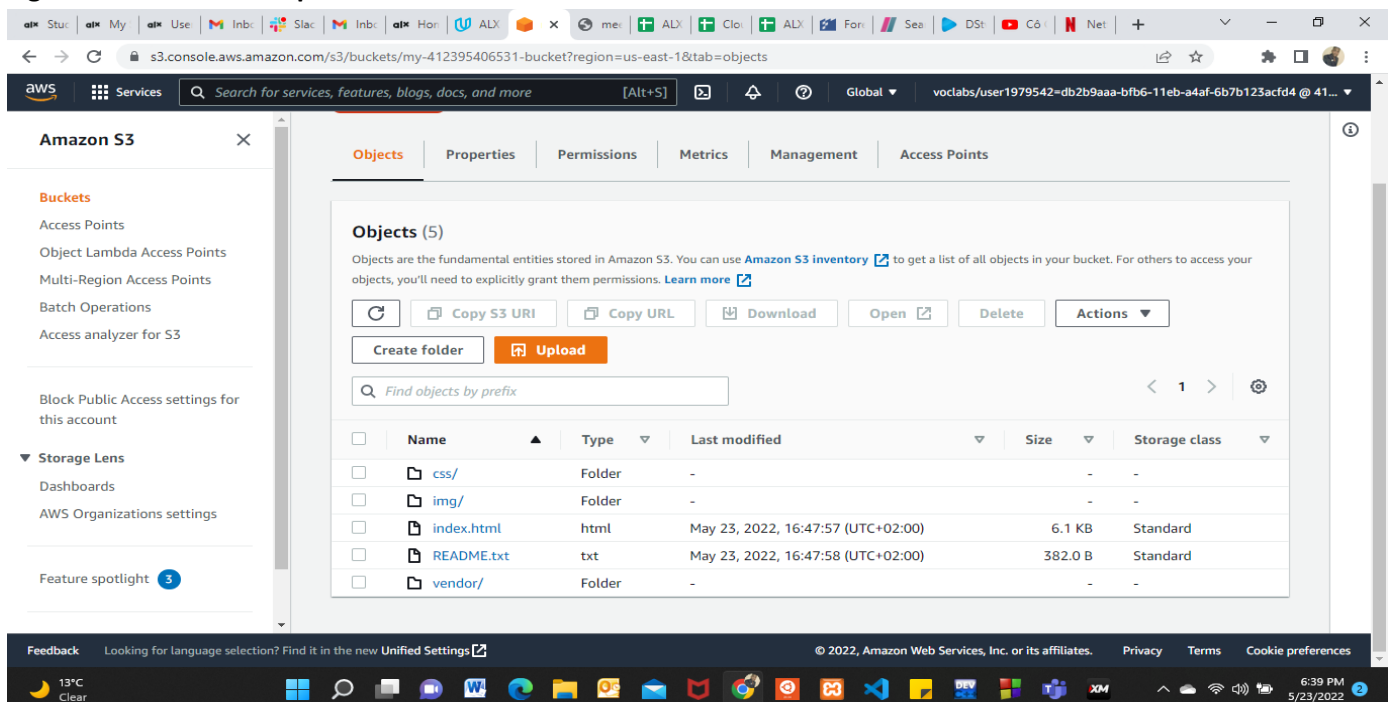 Stuc My Use Inbc Slac Inbc Hon ALX mee ALX Clo ALX Fore Sea DSt Cô Net
s3.console.aws.amazon.com/s3/buckets/my-412395406531-bucket?region=us-east-1&tab=objects
aws Services Search for services, features, blogs, docs, and more [Alt+S] Global ▼ voclabs/user1979542=db2b9aaa-bfb6-11eb-a4af-6b7b123acfd4 @ 41... ▼
Amazon S3
Buckets
Access Points
Object Lambda Access Points
Multi-Region Access Points
Batch Operations
Access analyzer for S3
Block Public Access settings for
this account
▼ Storage Lens
Dashboards
AWS Organizations settings
Feature spotlight 3
Objects Properties Permissions Metrics Management Access Points
Objects (5)
Objects are the fundamental entities stored in Amazon S3. You can use Amazon S3 inventory to get a list of all objects in your bucket. For others to access your
objects, you'll need to explicitly grant them permissions. Learn more
Copy S3 URI Copy URL Download Open Delete Actions ▼
Create folder Upload
Find objects by prefix
< 1 >
Name ▲ Type Last modified Size Storage class
css/ Folder - - -
img/ Folder - - -
index.html html May 23, 2022, 16:47:57 (UTC+02:00) 6.1 KB Standard
README.txt txt May 23, 2022, 16:47:58 (UTC+02:00) 382.0 B Standard
vendor/ Folder - - -
Feedback Looking for language selection? Find it in the new Unified Settings © 2022, Amazon Web Services, Inc. or its affiliates. Privacy Terms Cookie preferences
13°C
Clear
6:39 PM
5/23/2022 2